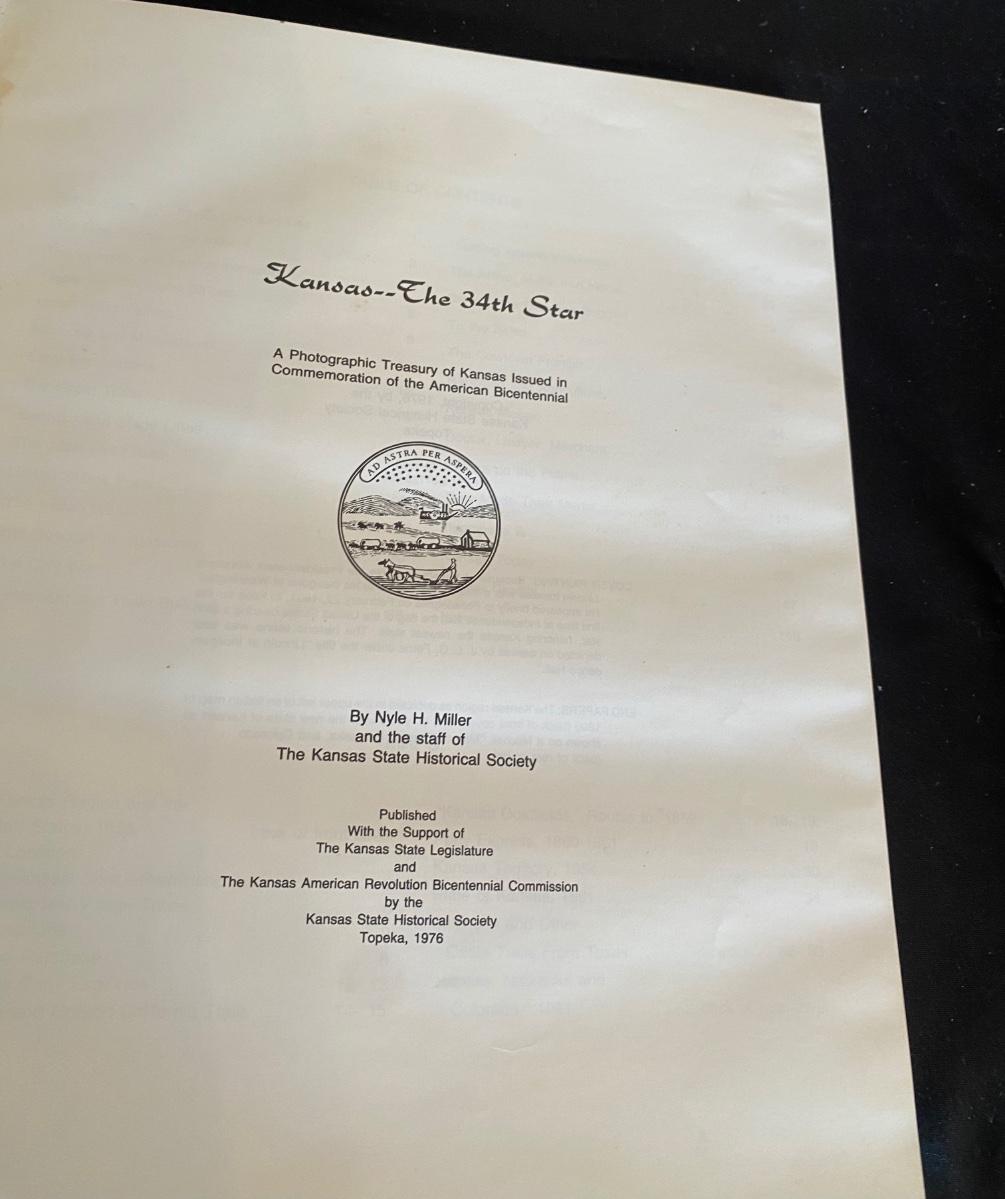 Kansas--The 34th Star
A Photographic Treasury of Kansas Issued in
Commemoration of the American Bicentennial
AD ASTRA PER ASPERA
By Nyle H. Miller
and the staff of
The Kansas State Historical Society
Published
With the Support of
The Kansas State Legislature
and
The Kansas American Revolution Bicentennial Commission
by the
Kansas State Historical Society
Topeka, 1976